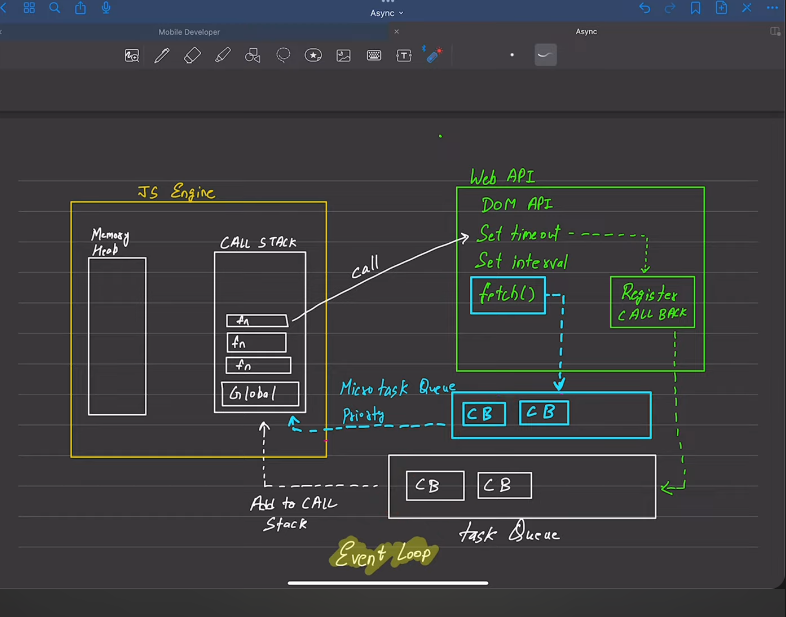 Async
Mobile Developer
Async
Web API
JS Engine
DOM API
Memory
Heap
CALL STACK
call
Set timeout
Set interval
fetch()
Register
CALL BACK
fn
fn
fn
Global
Microtask Queue
Priority
CB
CB
CB
CB
Add to CALL
Stack
task Queue
Event Loop